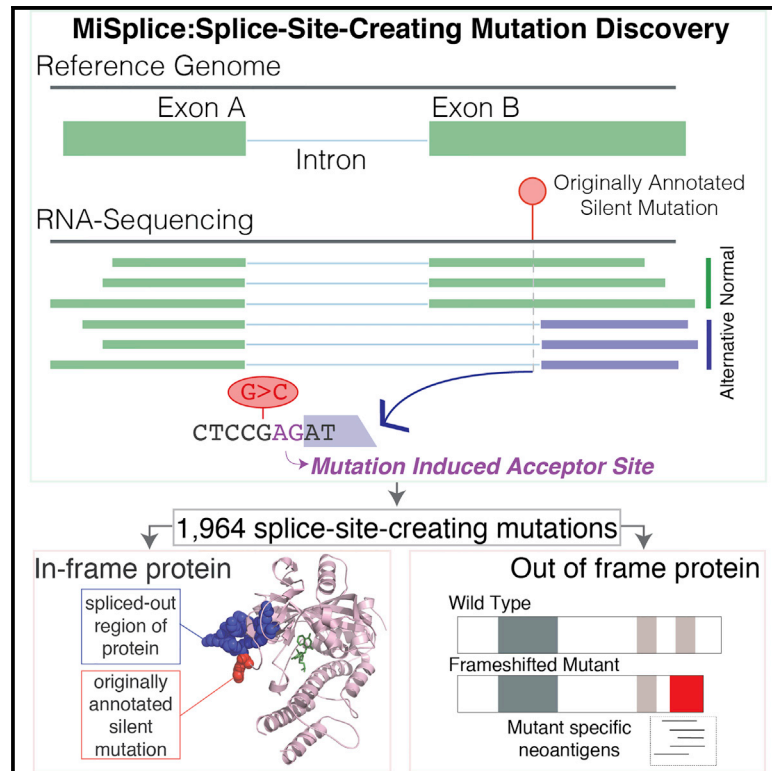 MiSplice:Splice-Site-Creating Mutation Discovery
Reference Genome
Exon A
Exon B
Intron
Originally Annotated
Silent Mutation
RNA-Sequencing
Normal
Alternative
G>C
CTCCGAGAT
Mutation Induced Acceptor Site
1,964 splice-site-creating mutations
In-frame protein
spliced-out
region of
protein
originally
annotated
silent
mutation
Out of frame protein
Wild Type
Frameshifted Mutant
Mutant specific
neoantigens